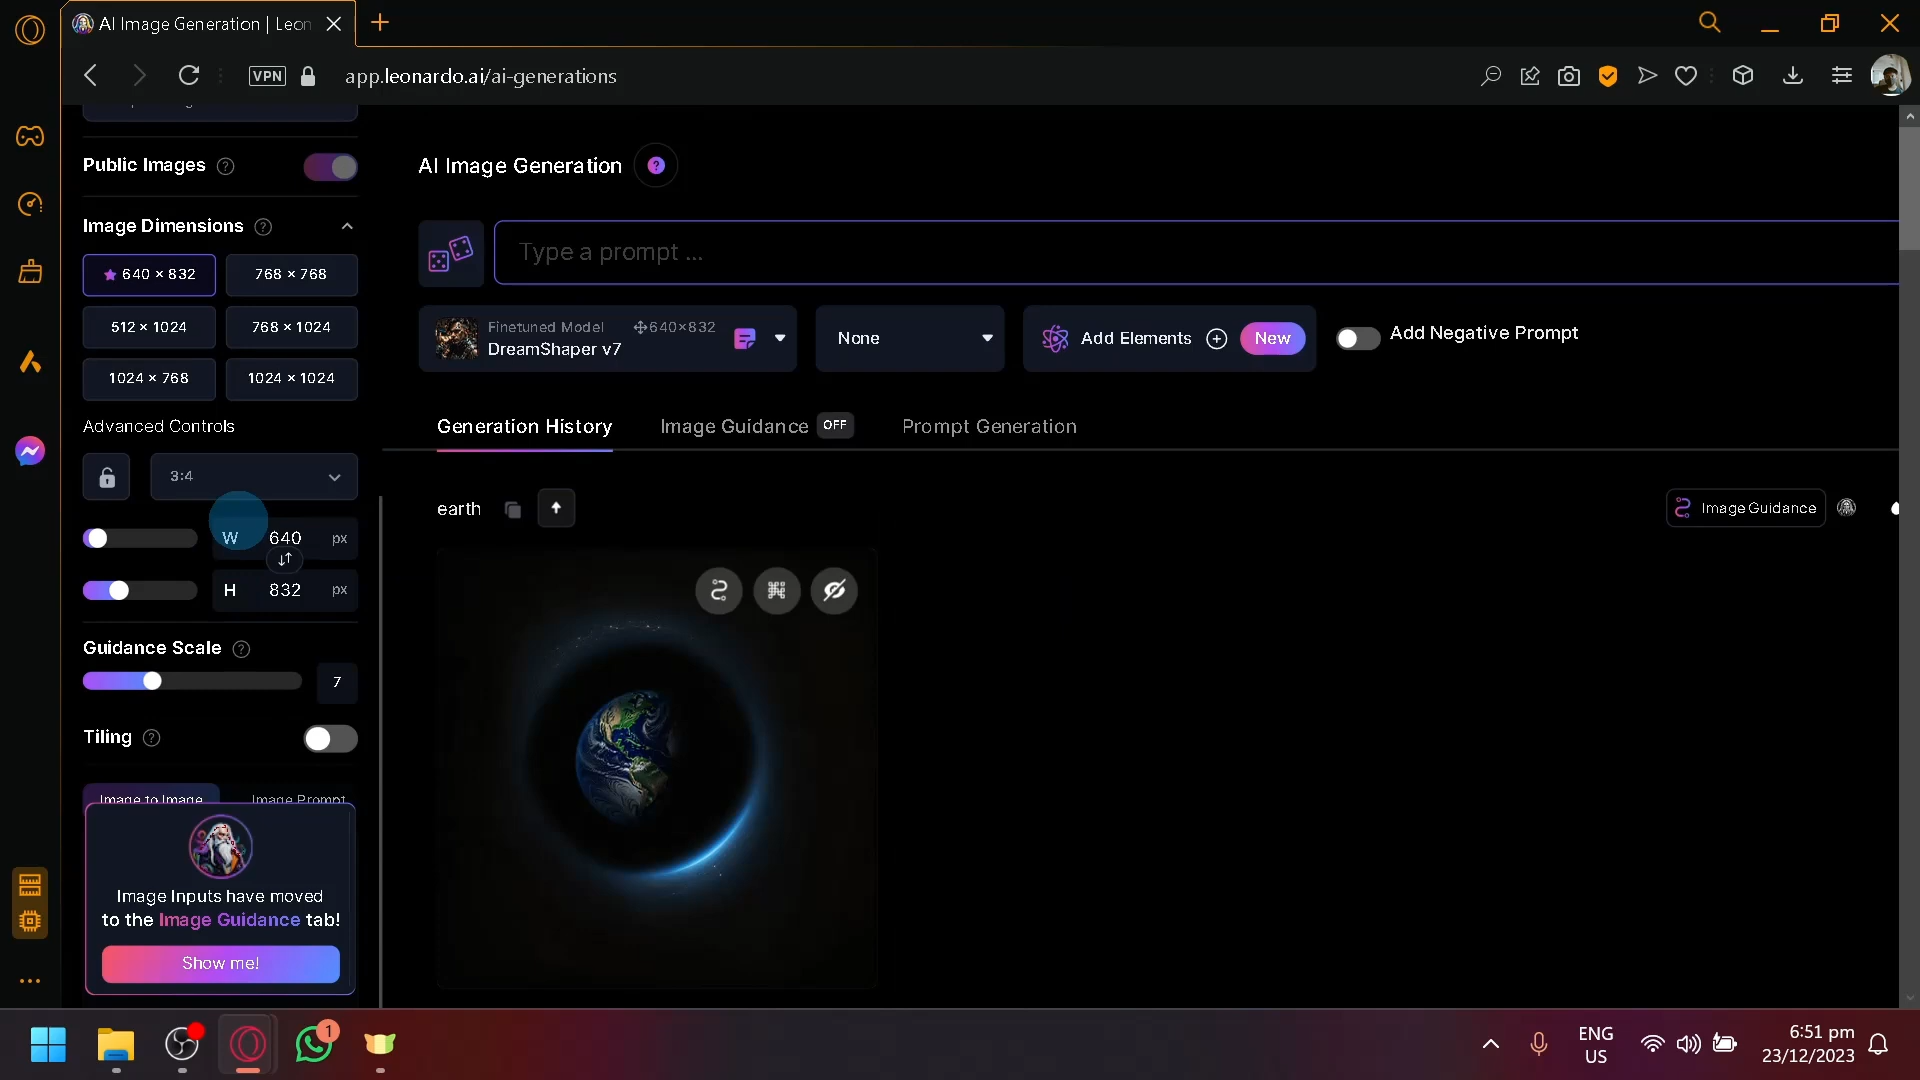 AI Image Generation | Leon
VPN
app.leonardo.ai/ai-generations
Public Images
?
Image Dimensions
?
640 × 832
768 × 768
512 × 1024
768 × 1024
1024 × 768
1024 × 1024
Advanced Controls
3:4
W 640 px
H 832 px
Guidance Scale
?
7
Tiling
?
Image to Image
Image Prompt
Image Inputs have moved
to the Image Guidance tab!
Show me!
AI Image Generation
?
Type a prompt ...
Finetuned Model
640×832
DreamShaper v7
None
Add Elements
New
Add Negative Prompt
Generation History
Image Guidance OFF
Prompt Generation
earth
Image Guidance
1
ENG
US
6:51 pm
23/12/2023